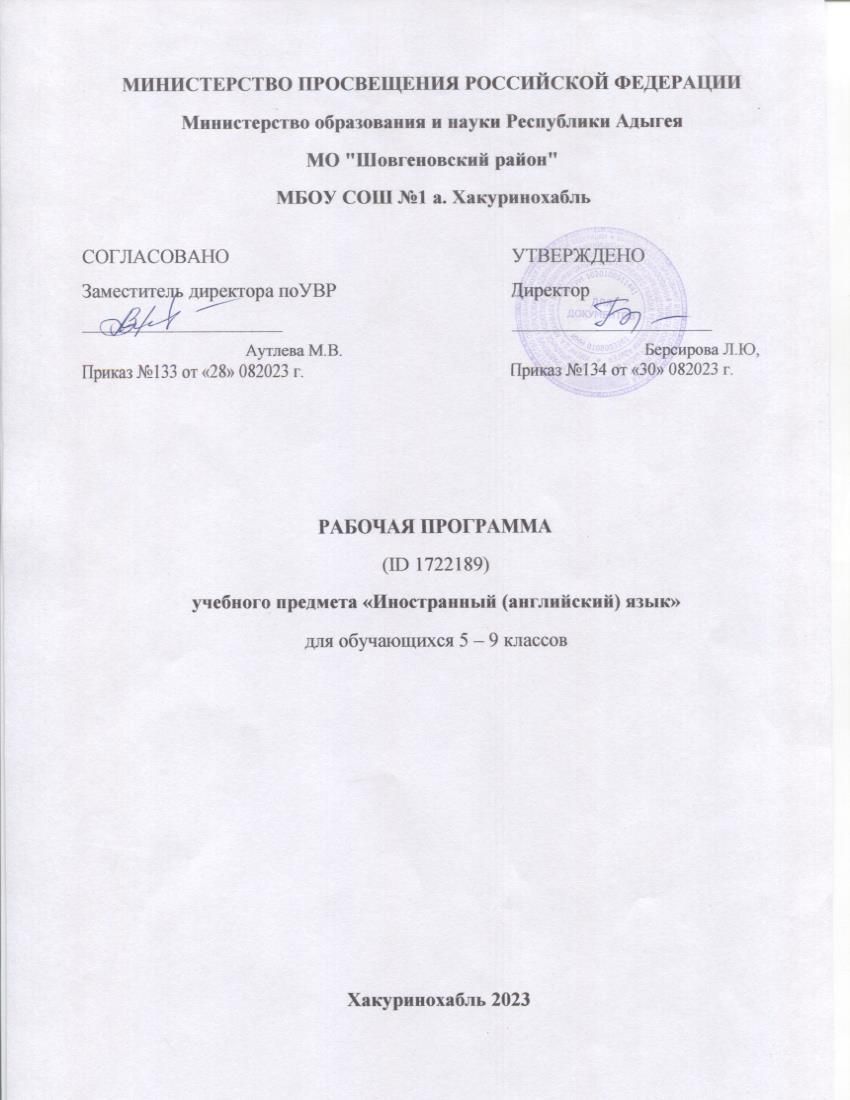 МИНИСТЕРСТВО ПРОСВЕЩЕНИЯ РОССИЙСКОЙ ФЕДЕРАЦИИ
Министерство образования и науки Республики Адыгея
МО "Шовгеновский район"
МБОУ СОШ №1 а. Хакуринохабль
СОГЛАСОВАНО
Заместитель директора поУВР
Аутлева М.В.
Приказ №133 от «28» 082023 г.
УТВЕРЖДЕНО
Директор
ДЛЯ
ДОКУМЕНТОВ
Берсирова Л.Ю,
Приказ №134 от «30» 082023 г.
РАБОЧАЯ ПРОГРАММА
(ID 1722189)
учебного предмета «Иностранный (английский) язык»
для обучающихся 5 – 9 классов
Хакуринохабль 2023